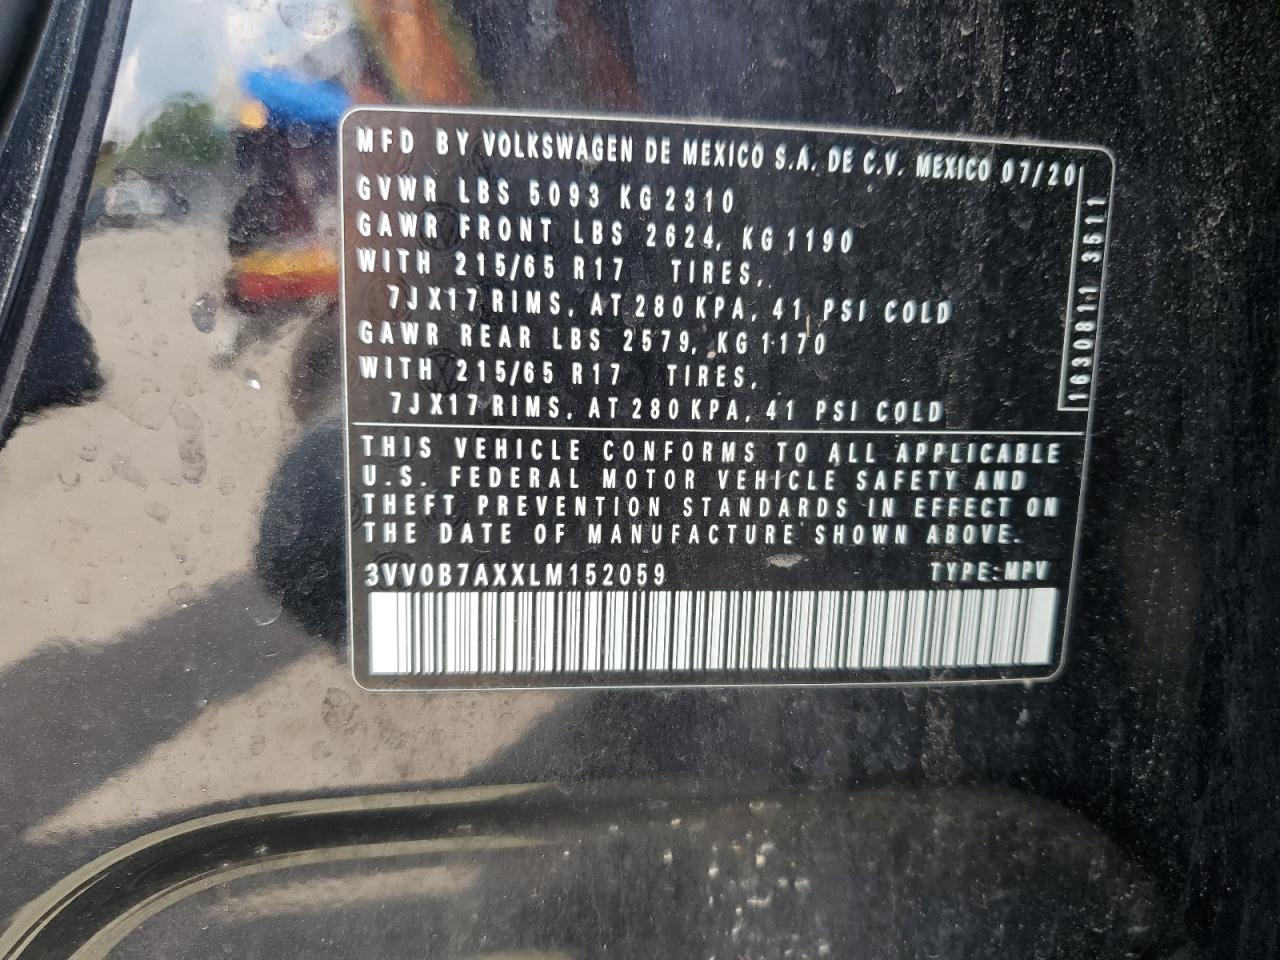 MFD BY VOLKSWAGEN DE MEXICO S.A. DE C.V. MEXICO 07/20
GVWR LBS 5093 KG 2310
GAWR FRONT LBS 2624, KG 1190
WITH 215/65 R17 TIRES,
7JX17 RIMS, AT 280 KPA, 41 PSI COLD
GAWR REAR LBS 2579, KG 1170
WITH 215/65 R17 TIRES,
7JX17 RIMS, AT 280 KPA, 41 PSI COLD
1630811 3511
THIS VEHICLE CONFORMS TO ALL APPLICABLE
U.S. FEDERAL MOTOR VEHICLE SAFETY AND
THEFT PREVENTION STANDARDS IN EFFECT ON
THE DATE OF MANUFACTURE SHOWN ABOVE.
3VV0B7AXXLM152059 TYPE:MPV